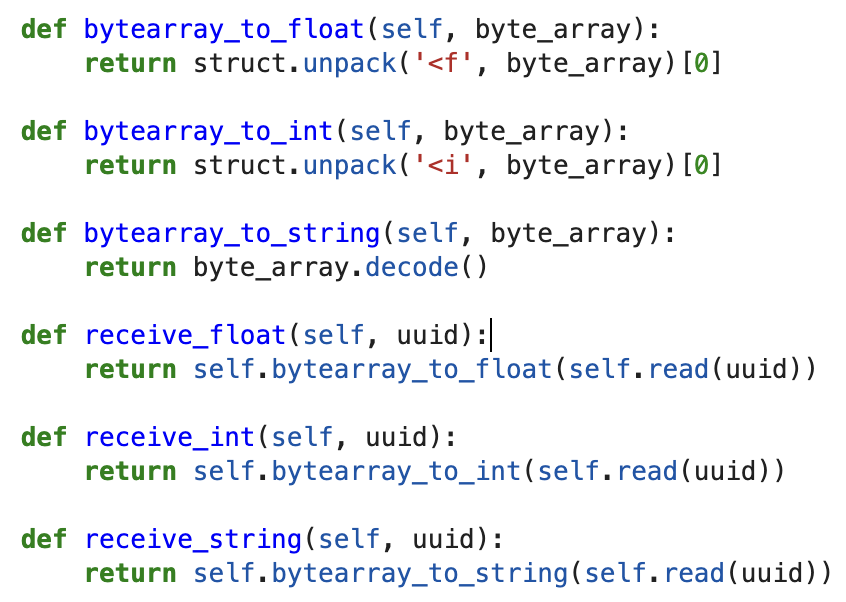 def bytearray_to_float(self, byte_array):
    return struct.unpack('<f', byte_array)[0]

def bytearray_to_int(self, byte_array):
    return struct.unpack('<i', byte_array)[0]

def bytearray_to_string(self, byte_array):
    return byte_array.decode()

def receive_float(self, uuid):
    return self.bytearray_to_float(self.read(uuid))

def receive_int(self, uuid):
    return self.bytearray_to_int(self.read(uuid))

def receive_string(self, uuid):
    return self.bytearray_to_string(self.read(uuid))